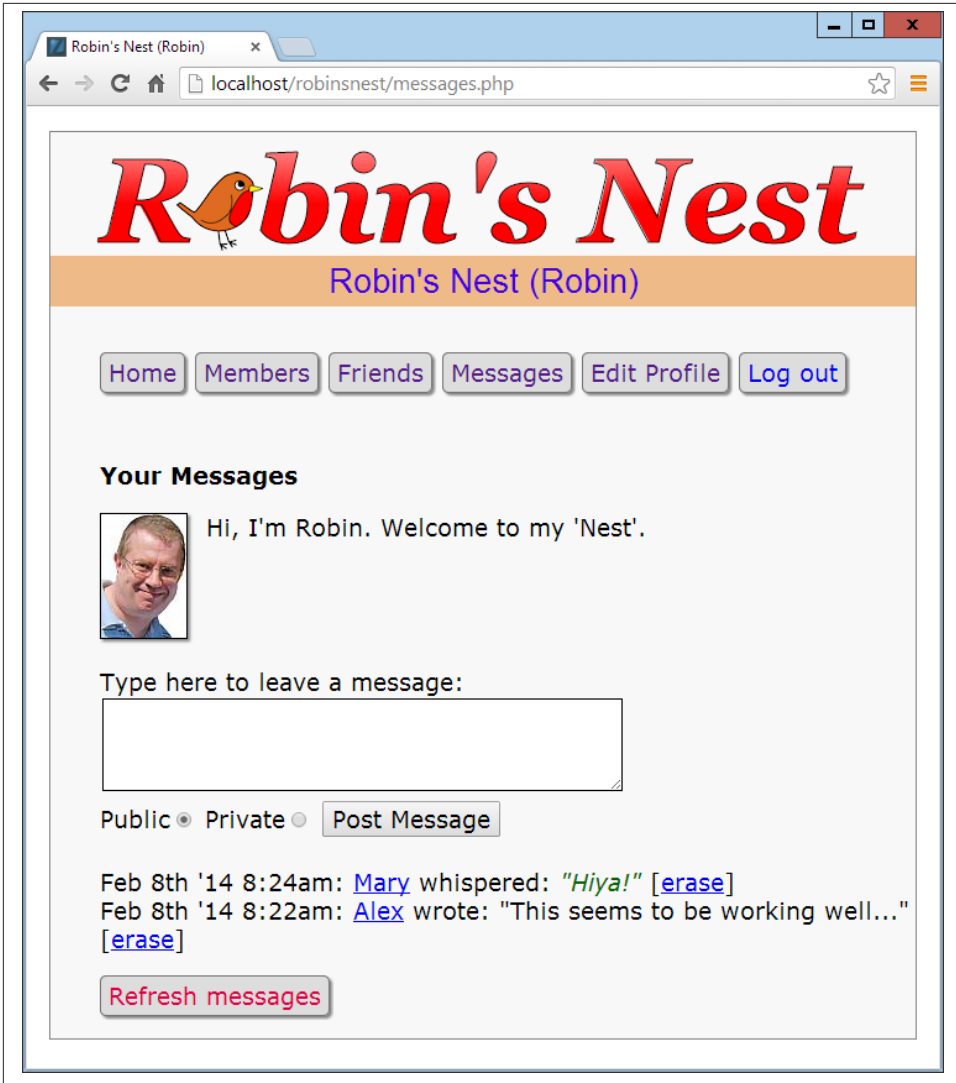 Robin's Nest (Robin)
localhost/robinsnest/messages.php
Robin's Nest
Robin's Nest (Robin)
Home Members Friends Messages Edit Profile Log out
Your Messages
Hi, I'm Robin. Welcome to my 'Nest'.
Type here to leave a message:
Public Private Post Message
Feb 8th '14 8:24am: Mary whispered: "Hiya!" [erase]
Feb 8th '14 8:22am: Alex wrote: "This seems to be working well..."
[erase]
Refresh messages